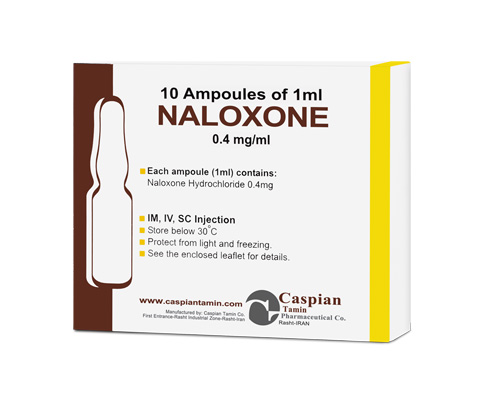 10 Ampoules of 1ml
NALOXONE
0.4 mg/ml
Each ampoule (1ml) contains:
Naloxone Hydrochloride 0.4mg
IM, IV, SC Injection
Store below 30°C
Protect from light and freezing.
See the enclosed leaflet for details.
www.caspiantamin.com
Manufactured by: Caspian Tamin Co.
First Entrance-Rasht Industrial Zone-Rasht-Iran
Caspian
Tamin
Pharmaceutical Co.
Rasht-IRAN